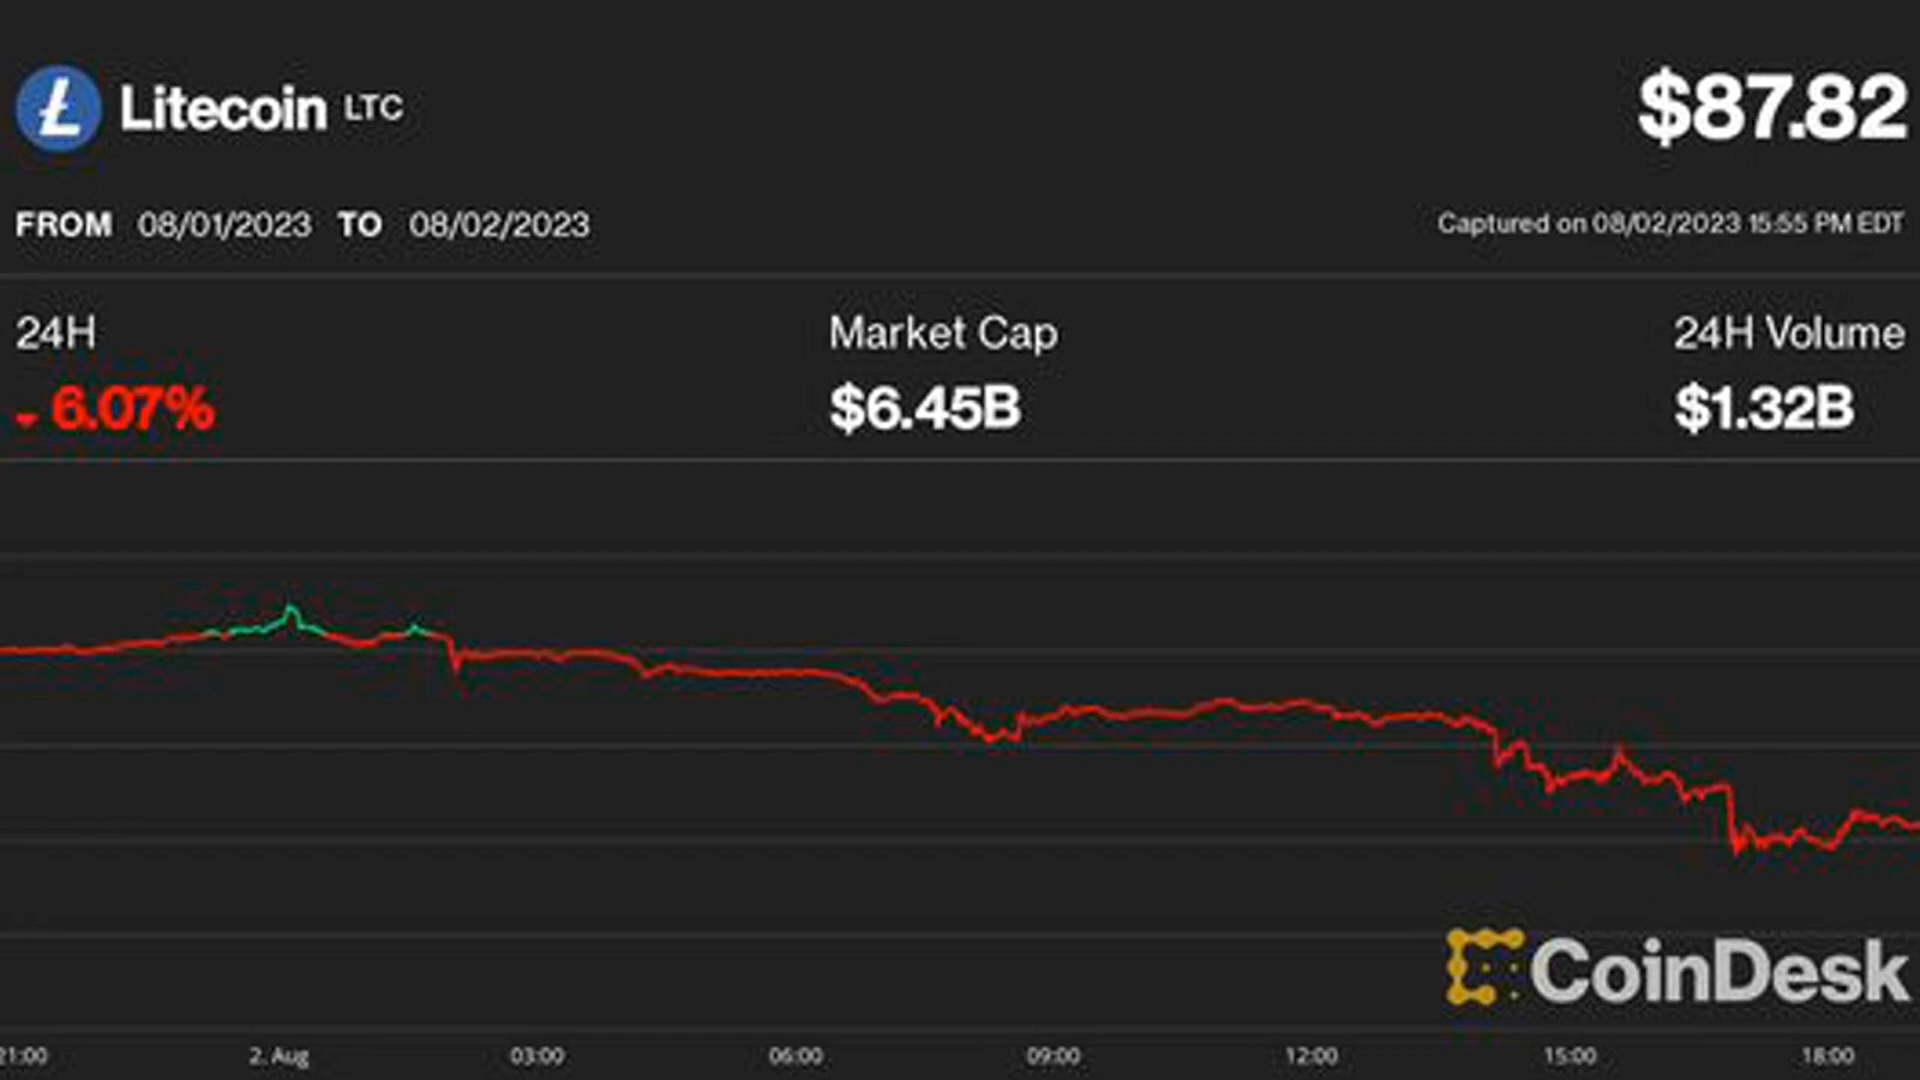 Litecoin LTC
$87.82
FROM 08/01/2023 TO 08/02/2023
Captured on 08/02/2023 15:55 PM EDT
24H
Market Cap
24H Volume
6.07%
$6.45B
$1.32B
CoinDesk
21:00 2. Aug 03:00 06:00 09:00 12:00 15:00 18:00